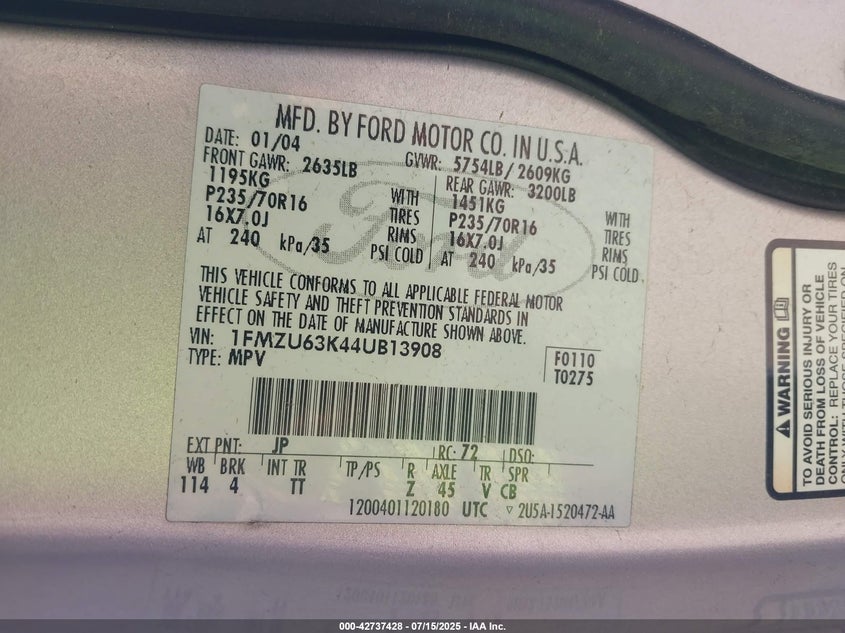 MFD. BY FORD MOTOR CO. IN U.S.A.
DATE: 01/04 GVWR: 5754LB/2609KG
FRONT GAWR: 2635LB REAR GAWR: 3200LB
1195KG WITH 1451KG WITH
P235/70R16 TIRES P235/70R16 TIRES
16X7.0J RIMS 16X7.0J RIMS
AT 240 kPa/35 PSI COLD AT 240 kPa/35 PSI COLD
Ford
THIS VEHICLE CONFORMS TO ALL APPLICABLE FEDERAL MOTOR
VEHICLE SAFETY AND THEFT PREVENTION STANDARDS IN
EFFECT ON THE DATE OF MANUFACTURE SHOWN ABOVE.
VIN: 1FMZU63K44UB13908
TYPE: MPV
F0110
T0275
EXT PNT: JP RC: 72 DSO:
WB BRK INT TR TP/PS R AXLE TR SPR
114 4 TT Z 45 V CB
1200401120180 UTC ▽ 2U5A-1520472-AA
WARNING
TO AVOID SERIOUS INJURY OR
DEATH FROM LOSS OF VEHICLE
CONTROL: REPLACE YOUR TIRES
ONLY WITH THOSE SPECIFIED ON
000-42737428 - 07/15/2025 - IAA Inc.